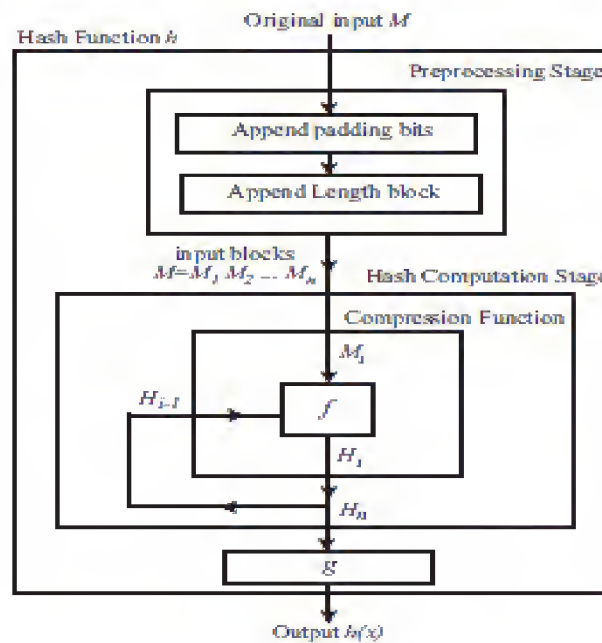 Original input M
Hash Function h
Preprocessing Stage
Append padding bits
Append Length block
input blocks
M=M1 M2 ... Mn
Hash Computation Stage
Compression Function
Mi
Hi-1
f
Hi
Hn
g
Output h(x)